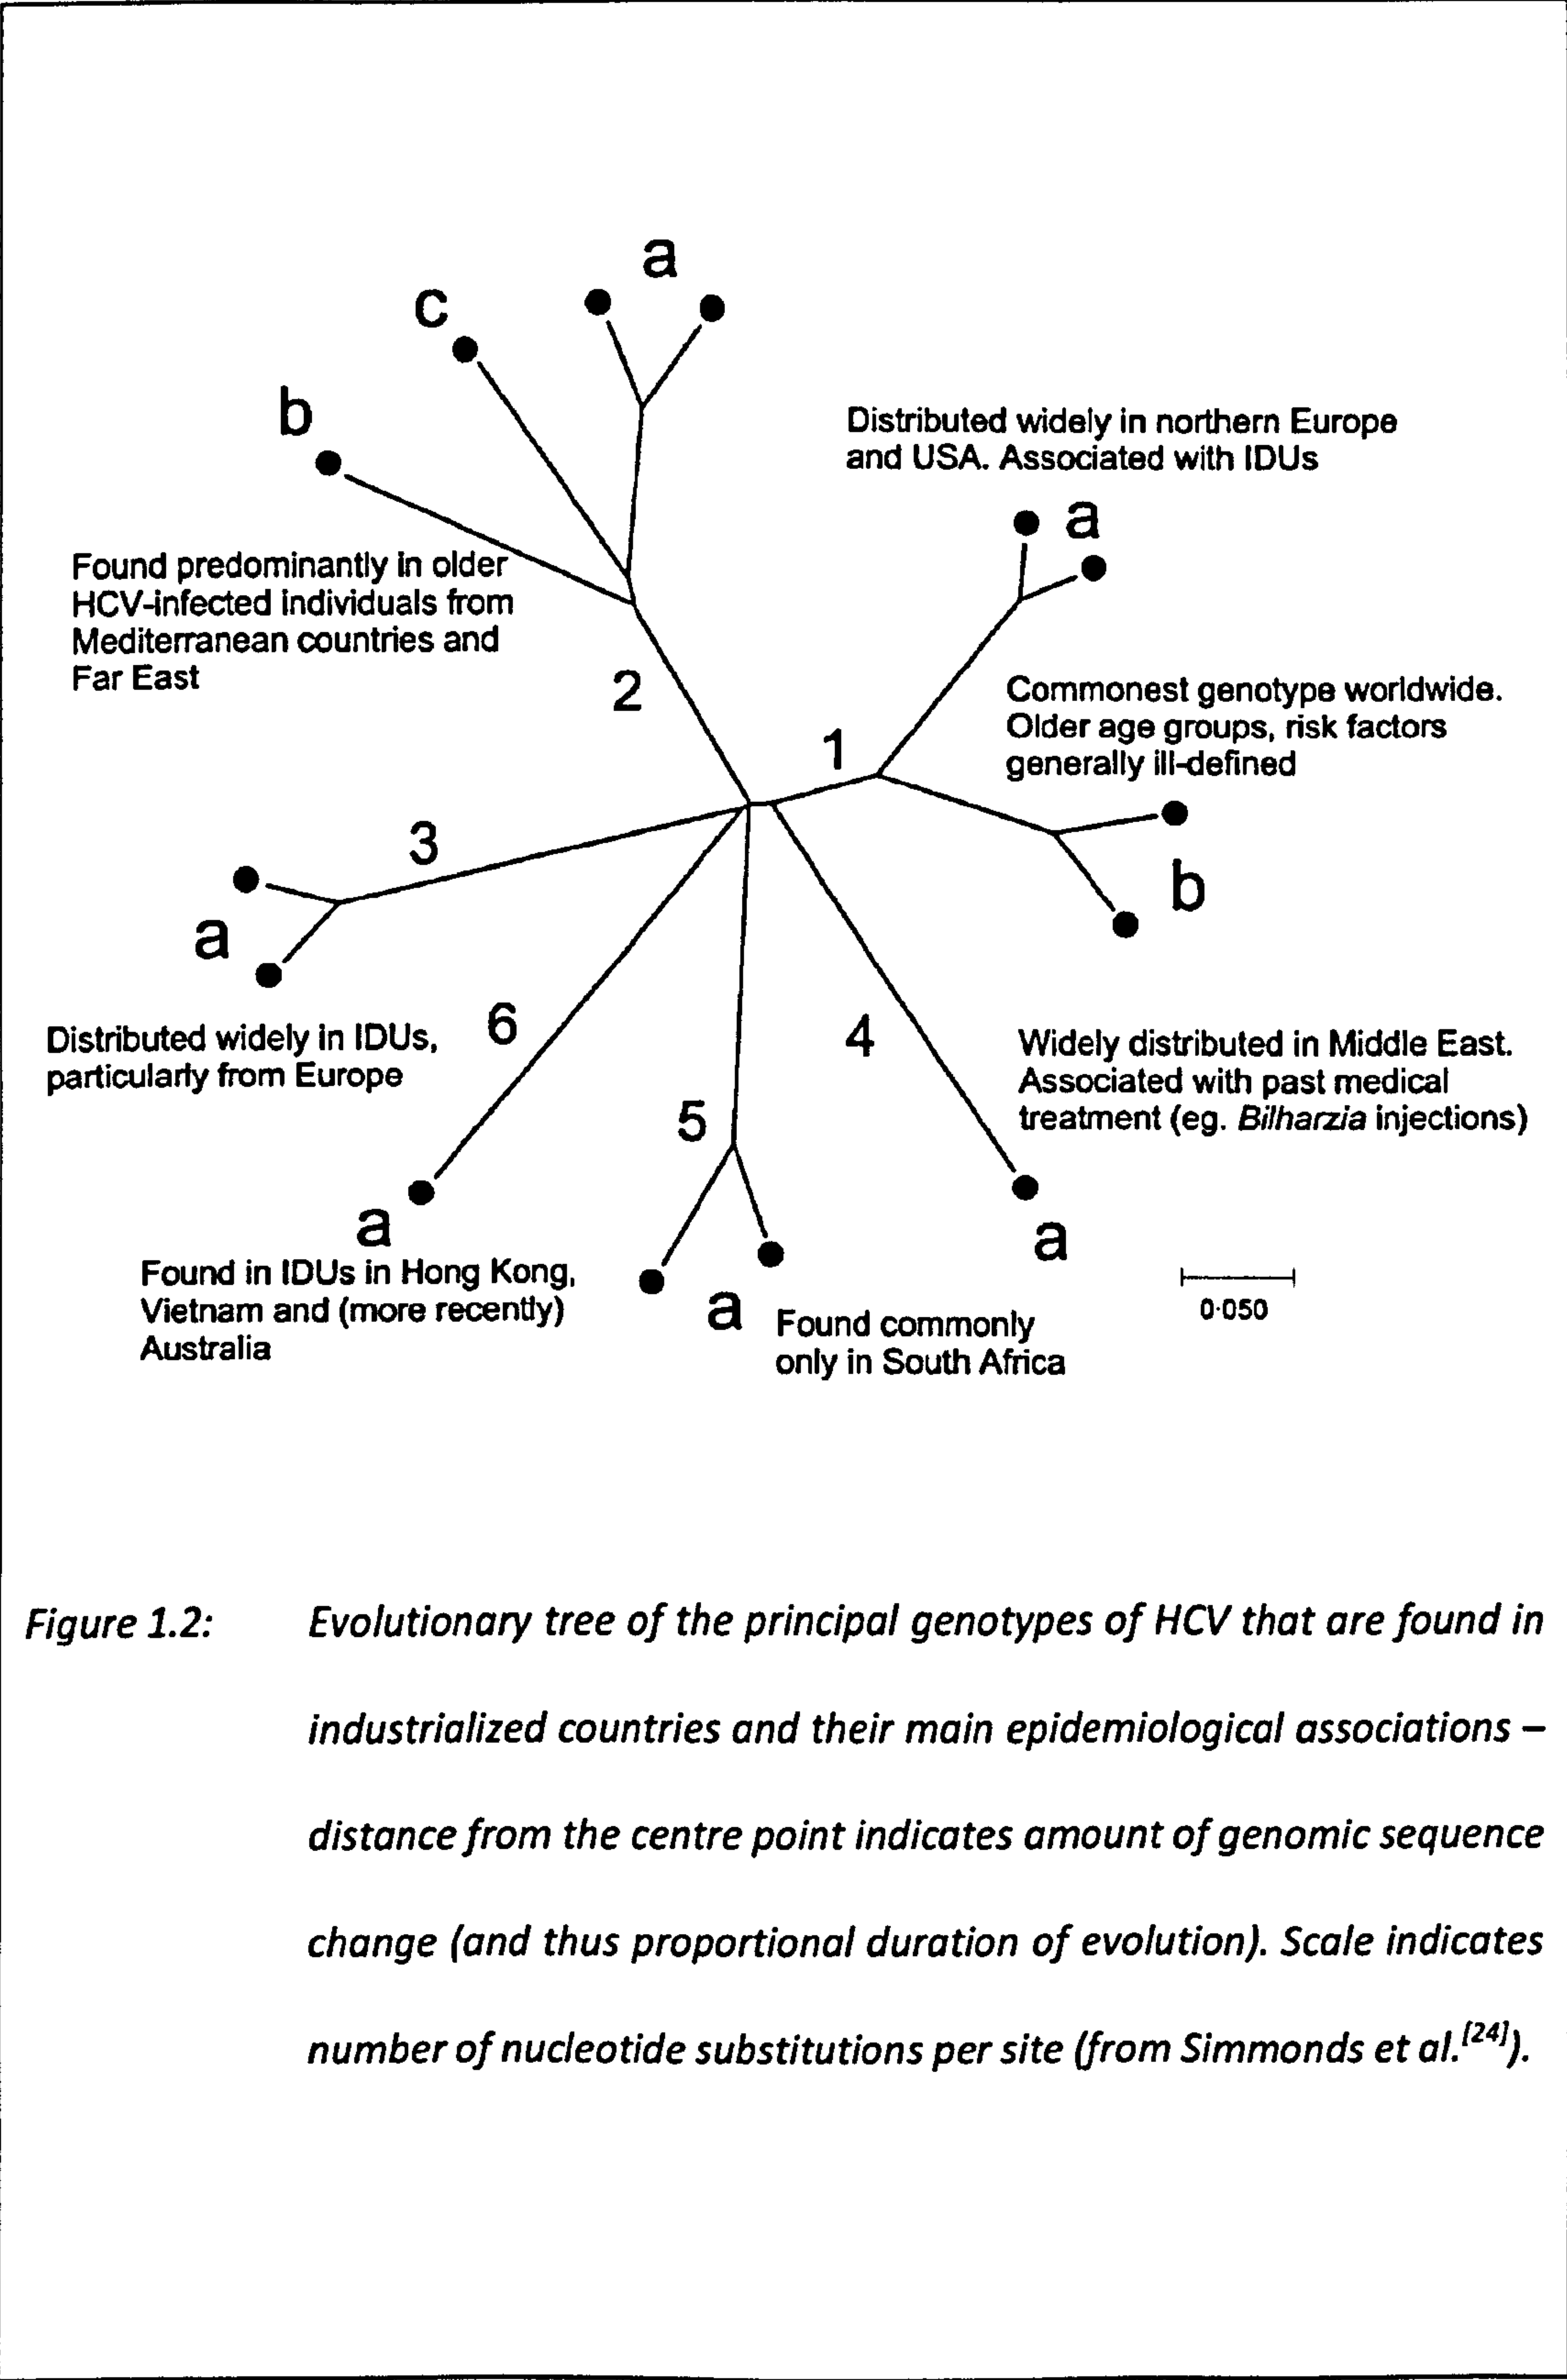 a
c
b
Distributed widely in northern Europe
and USA. Associated with IDUs
a
Found predominantly in older
HCV-infected individuals from
Mediterranean countries and
Far East
2
Commonest genotype worldwide.
Older age groups, risk factors
generally ill-defined
1
b
3
a
Distributed widely in IDUs,
particularly from Europe
6
4
Widely distributed in Middle East.
Associated with past medical
treatment (eg. Bilharzia injections)
5
a
a
Found in IDUs in Hong Kong,
Vietnam and (more recently)
Australia
a
Found commonly
only in South Africa
0·050
Figure 1.2: Evolutionary tree of the principal genotypes of HCV that are found in
industrialized countries and their main epidemiological associations –
distance from the centre point indicates amount of genomic sequence
change (and thus proportional duration of evolution). Scale indicates
number of nucleotide substitutions per site (from Simmonds et al.[24]).